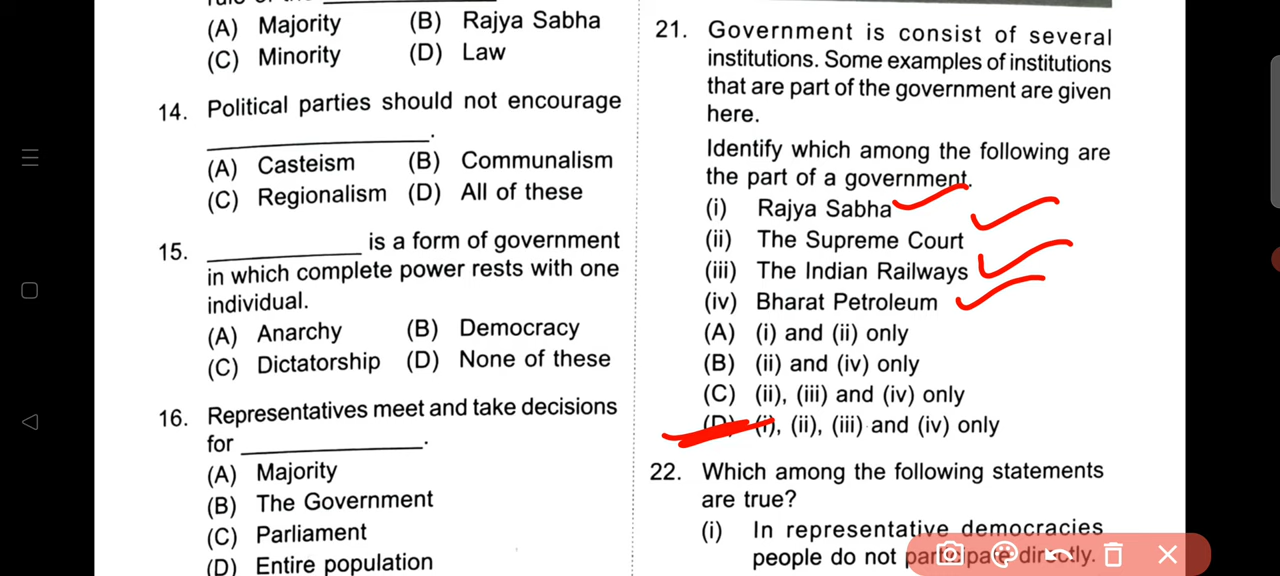 (A) Majority (B) Rajya Sabha
(C) Minority (D) Law
14. Political parties should not encourage
____________________.
(A) Casteism (B) Communalism
(C) Regionalism (D) All of these
15. ____________ is a form of government
in which complete power rests with one
individual.
(A) Anarchy (B) Democracy
(C) Dictatorship (D) None of these
16. Representatives meet and take decisions
for ________________.
(A) Majority
(B) The Government
(C) Parliament
(D) Entire population
21. Government is consist of several
institutions. Some examples of institutions
that are part of the government are given
here.
Identify which among the following are
the part of a government.
(i) Rajya Sabha
(ii) The Supreme Court
(iii) The Indian Railways
(iv) Bharat Petroleum
(A) (i) and (ii) only
(B) (ii) and (iv) only
(C) (ii), (iii) and (iv) only
(D) (i), (ii), (iii) and (iv) only
22. Which among the following statements
are true?
(i) In representative democracies
people do not participate directly.